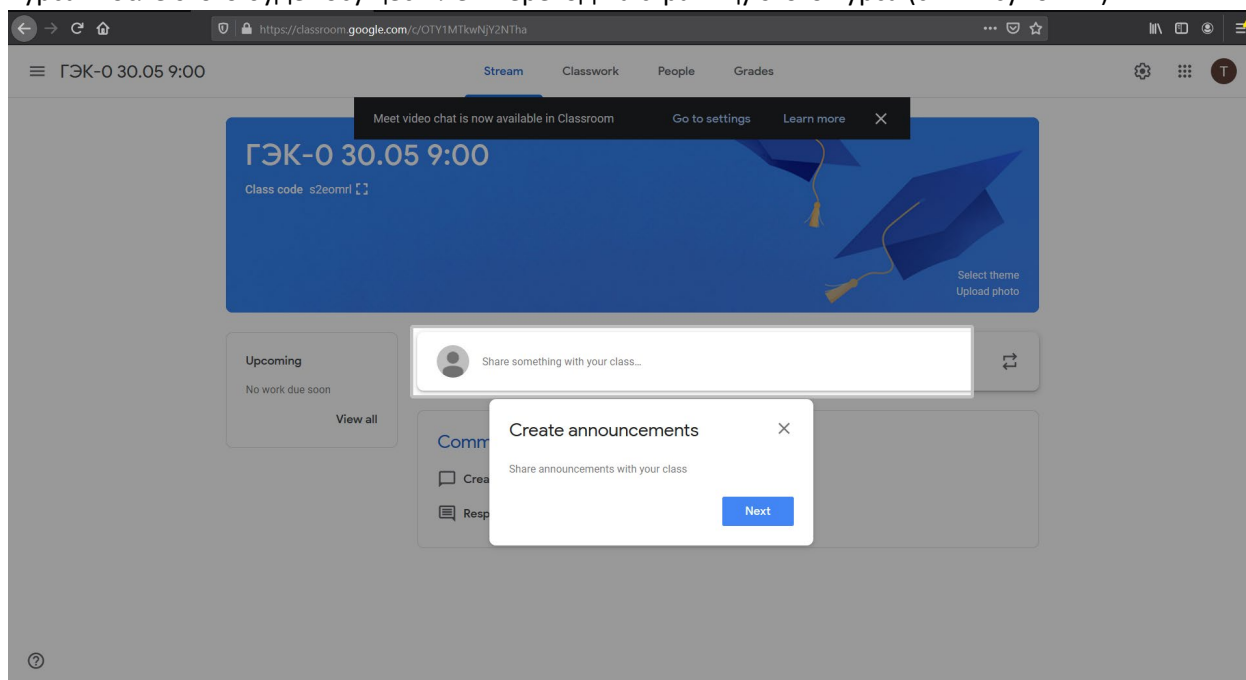 https://classroom.google.com/c/OTY1MTkwNjY2NTha
ГЭК-0 30.05 9:00
Stream Classwork People Grades
T
Meet video chat is now available in Classroom Go to settings Learn more
ГЭК-0 30.05 9:00
Class code s2eomrl
Select theme
Upload photo
Upcoming
No work due soon
View all
Share something with your class...
Create announcements
Share announcements with your class
Next